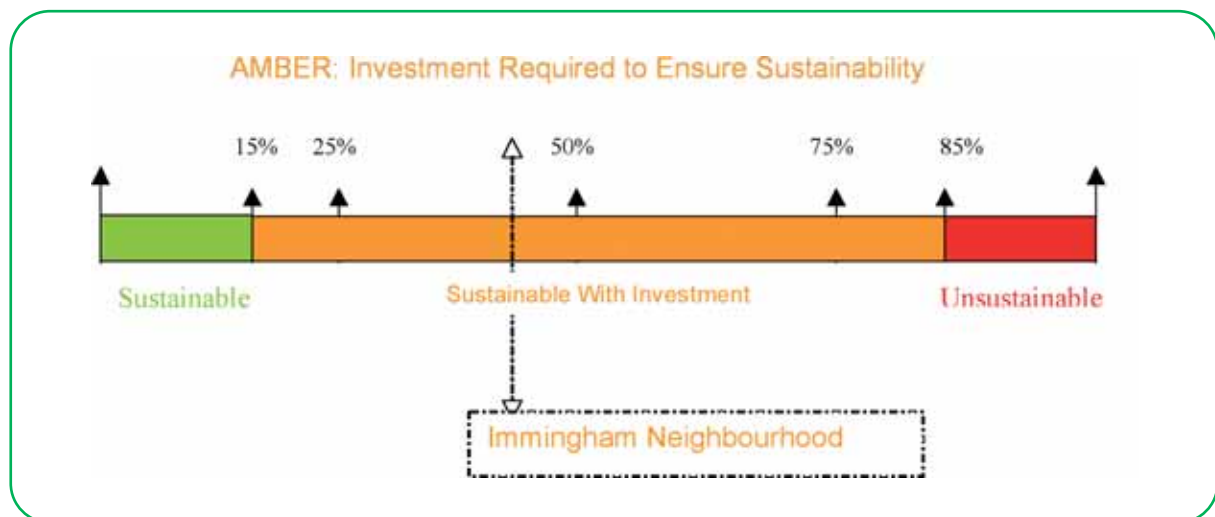 AMBER: Investment Required to Ensure Sustainability
15% 25% 50% 75% 85%
Sustainable Sustainable With Investment Unsustainable
Immingham Neighbourhood